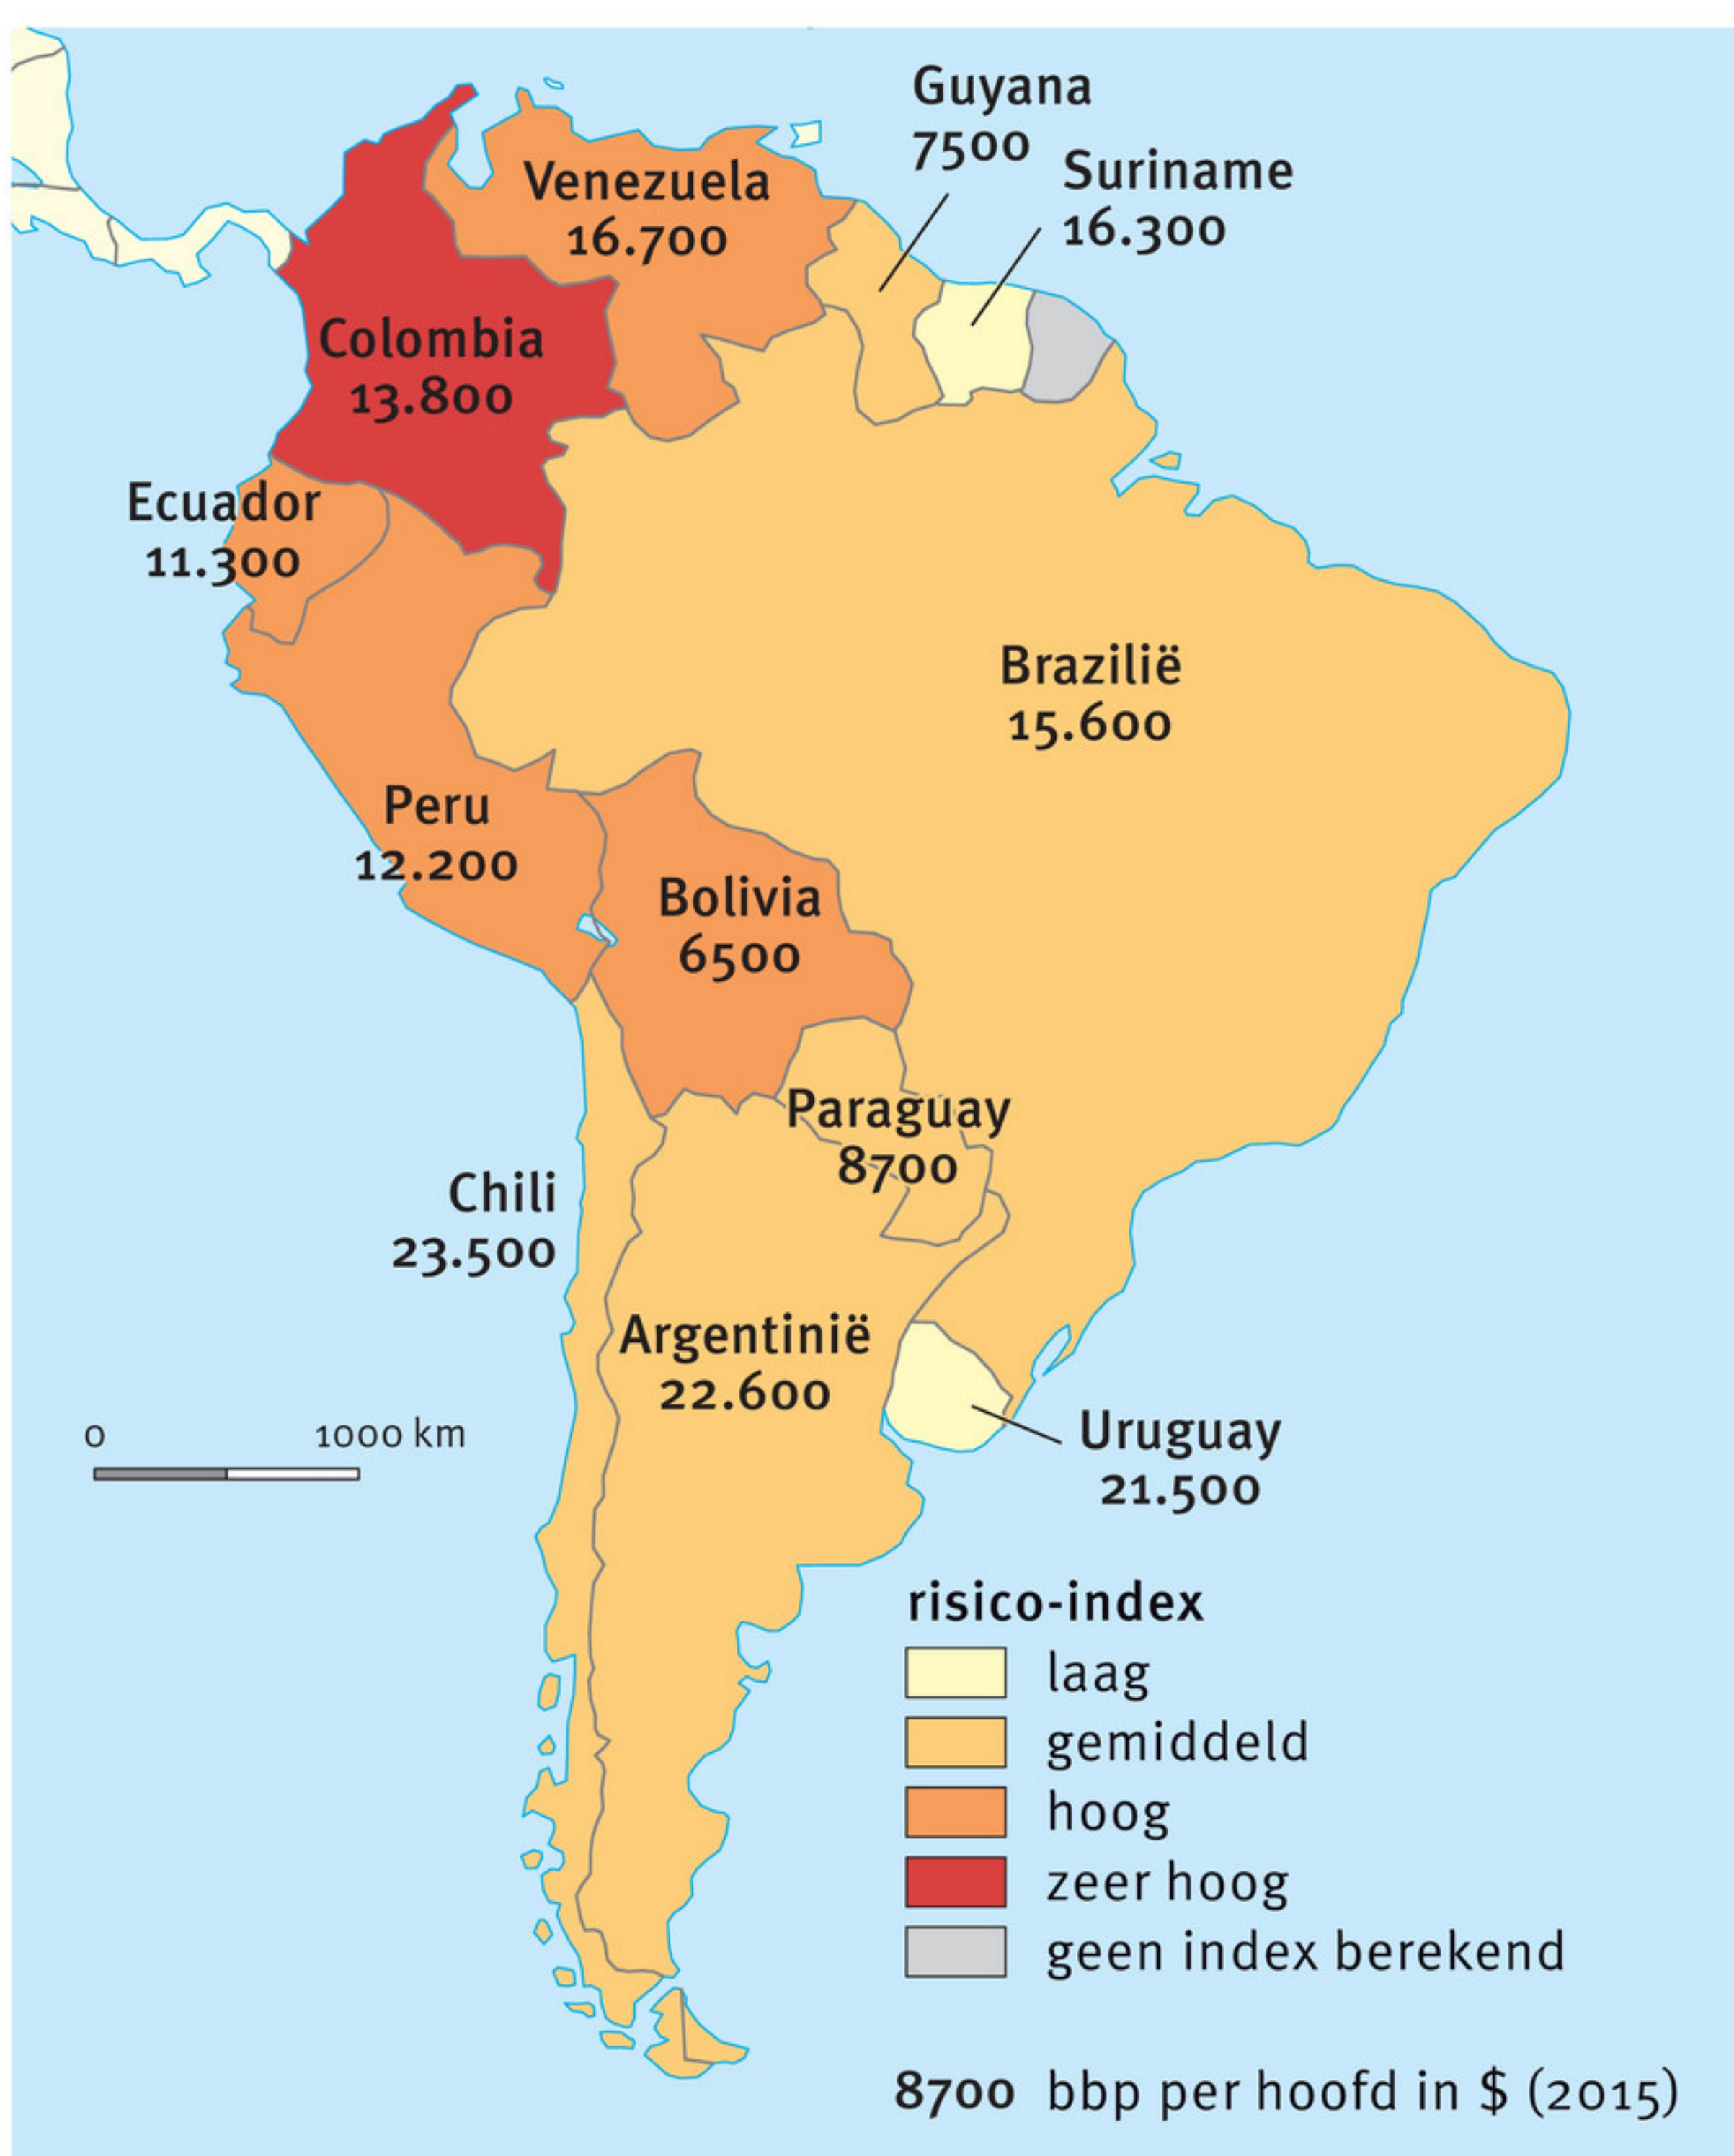 Guyana
7500
Suriname
16.300
Venezuela
16.700
Colombia
13.800
Ecuador
11.300
Brazilië
15.600
Peru
12.200
Bolivia
6500
Paraguay
8700
Chili
23.500
Argentinië
22.600
Uruguay
21.500
0 1000 km
risico-index
laag
gemiddeld
hoog
zeer hoog
geen index berekend
8700 bbp per hoofd in $ (2015)